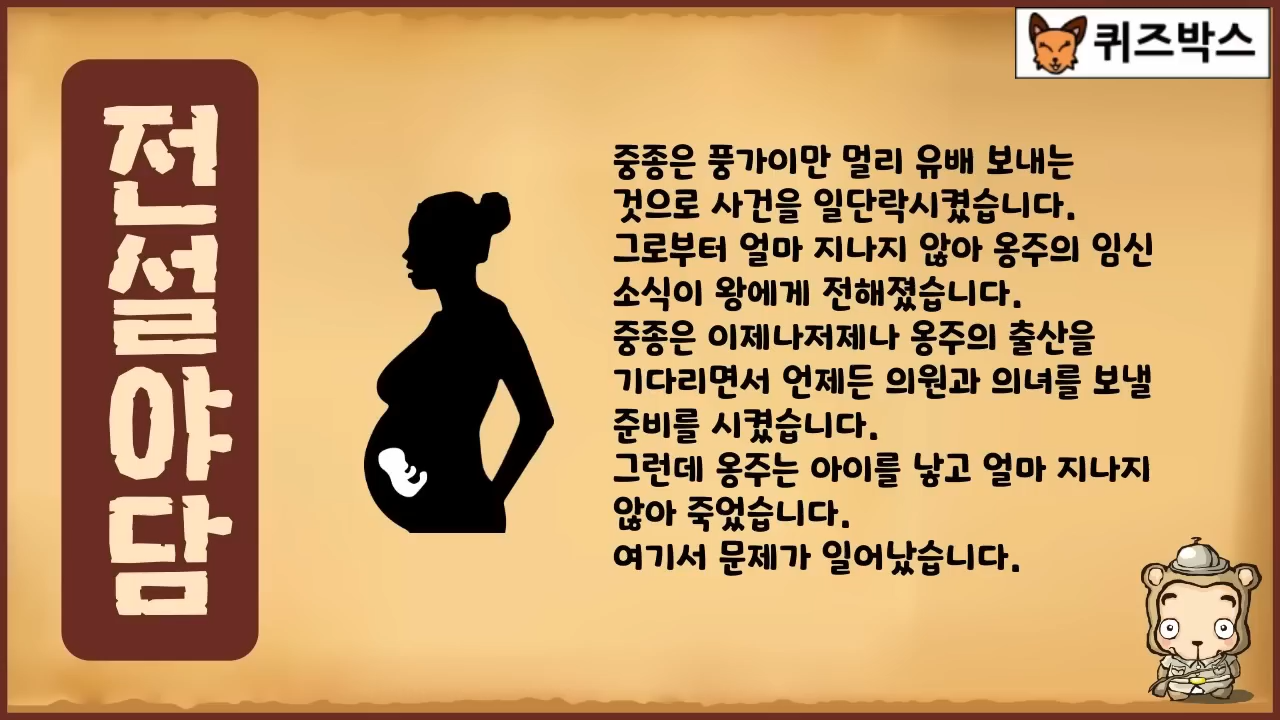 퀴즈박스
전설야담
중종은 풍가이만 멀리 유배 보내는
것으로 사건을 일단락시켰습니다.
그로부터 얼마 지나지 않아 옹주의 임신
소식이 왕에게 전해졌습니다.
중종은 이제나저제나 옹주의 출산을
기다리면서 언제든 의원과 의녀를 보낼
준비를 시켰습니다.
그런데 옹주는 아이를 낳고 얼마 지나지
않아 죽었습니다.
여기서 문제가 일어났습니다.